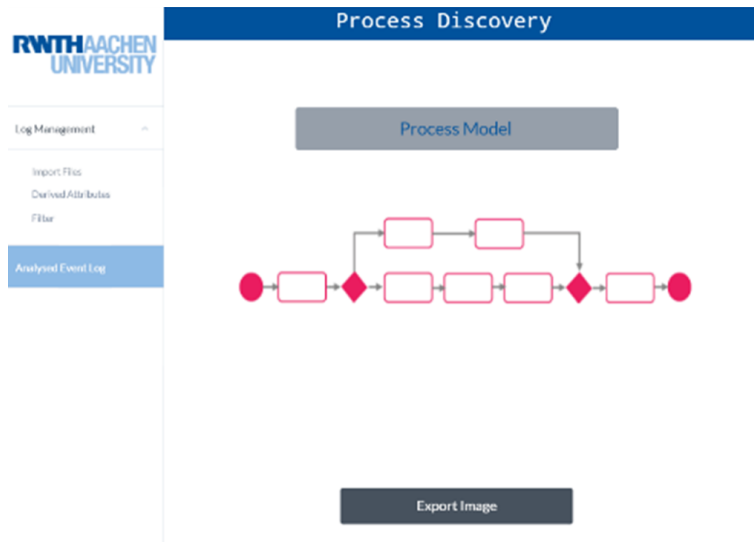 Process Discovery
RWTHAACHEN
UNIVERSITY
Log Management
Import Files
Derived Attributes
Filter
Analysed Event Log
Process Model
Export Image